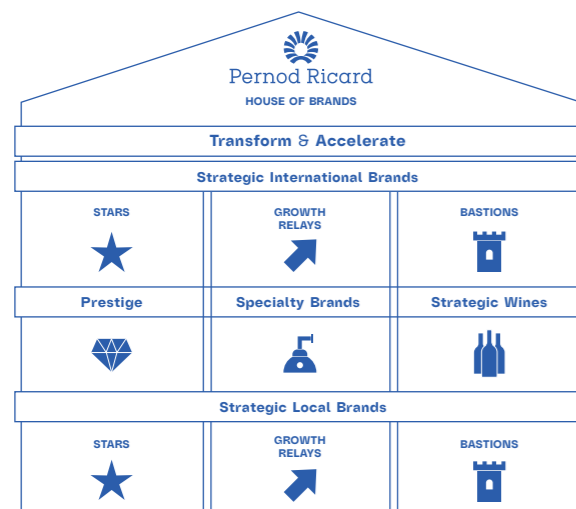 Pernod Ricard
HOUSE OF BRANDS
Transform & Accelerate
Strategic International Brands
STARS
GROWTH
RELAYS
BASTIONS
Prestige
Specialty Brands
Strategic Wines
Strategic Local Brands
STARS
GROWTH
RELAYS
BASTIONS